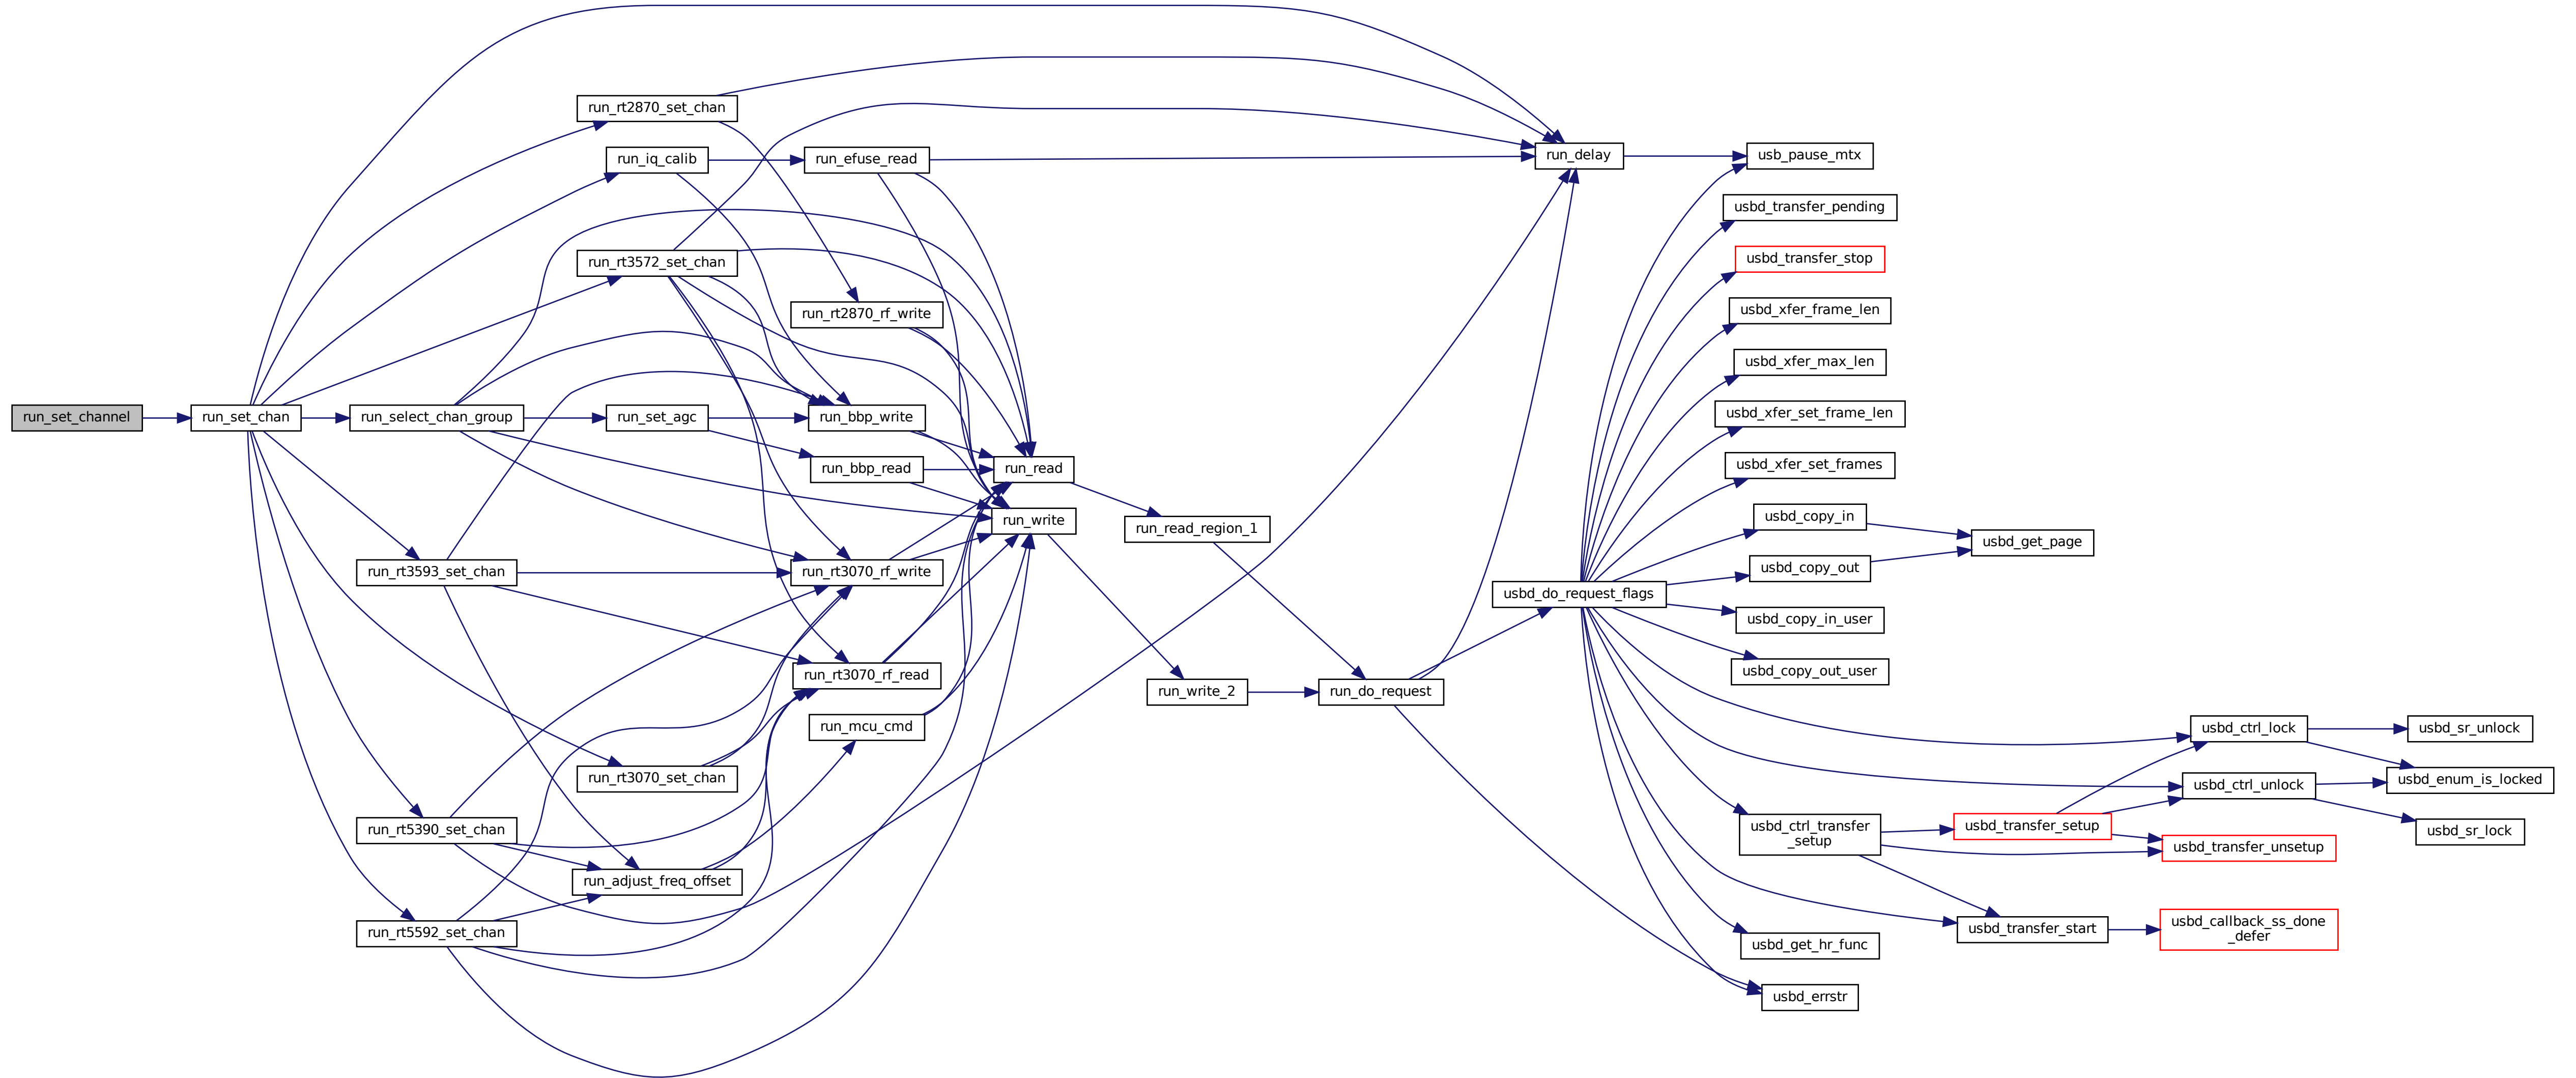 run_set_channel
run_set_chan
run_rt2870_set_chan
run_iq_calib
run_rt3572_set_chan
run_select_chan_group
run_rt3593_set_chan
run_rt3070_set_chan
run_rt5390_set_chan
run_rt5592_set_chan
run_set_agc
run_adjust_freq_offset
run_efuse_read
run_rt2870_rf_write
run_bbp_write
run_bbp_read
run_rt3070_rf_write
run_rt3070_rf_read
run_mcu_cmd
run_read
run_write
run_read_region_1
run_write_2
run_do_request
run_delay
usbd_do_request_flags
usb_pause_mtx
usbd_transfer_pending
usbd_transfer_stop
usbd_xfer_frame_len
usbd_xfer_max_len
usbd_xfer_set_frame_len
usbd_xfer_set_frames
usbd_copy_in
usbd_copy_out
usbd_copy_in_user
usbd_copy_out_user
usbd_ctrl_transfer
_setup
usbd_get_hr_func
usbd_errstr
usbd_get_page
usbd_transfer_setup
usbd_transfer_start
usbd_ctrl_lock
usbd_ctrl_unlock
usbd_transfer_unsetup
usbd_callback_ss_done
_defer
usbd_sr_unlock
usbd_enum_is_locked
usbd_sr_lock